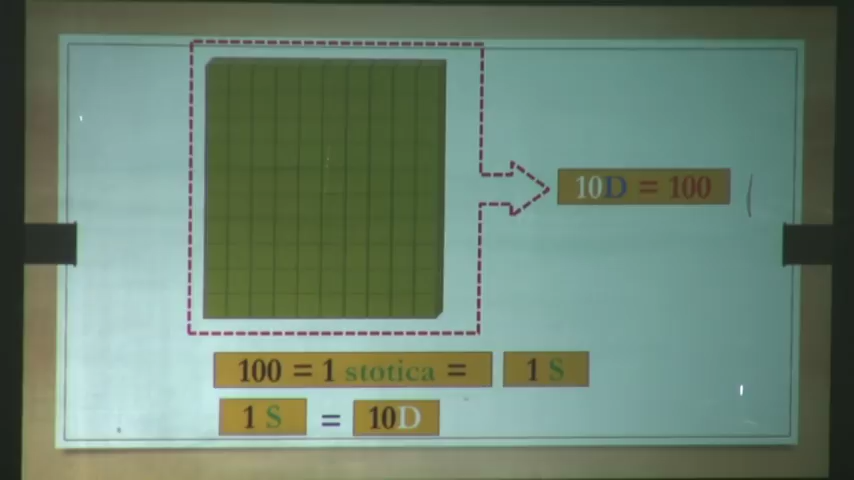 10D = 100
100 = 1 stotica = 1 S
1 S = 10D